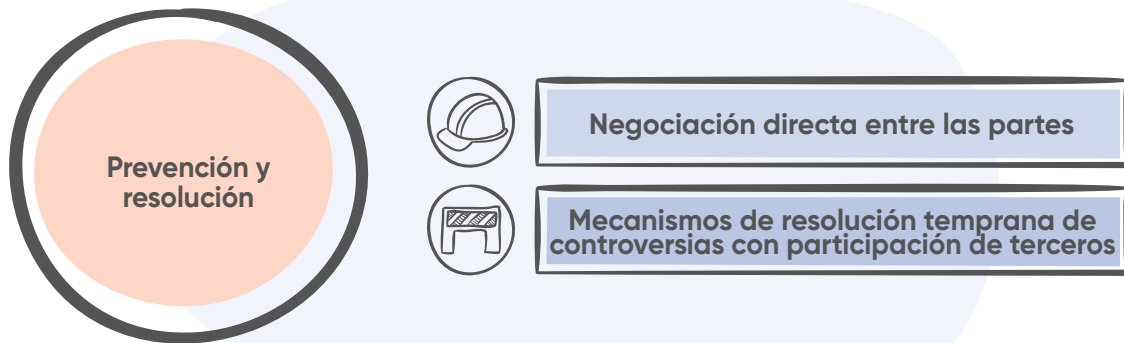 Prevención y
resolución
Negociación directa entre las partes
Mecanismos de resolución temprana de
controversias con participación de terceros